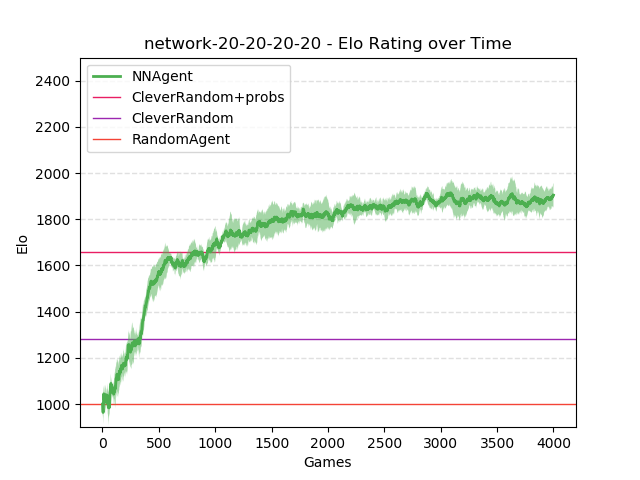 network-20-20-20-20 - Elo Rating over Time
NNAgent
CleverRandom+probs
CleverRandom
RandomAgent
Elo
2400
2200
2000
1800
1600
1400
1200
1000
0 500 1000 1500 2000 2500 3000 3500 4000
Games